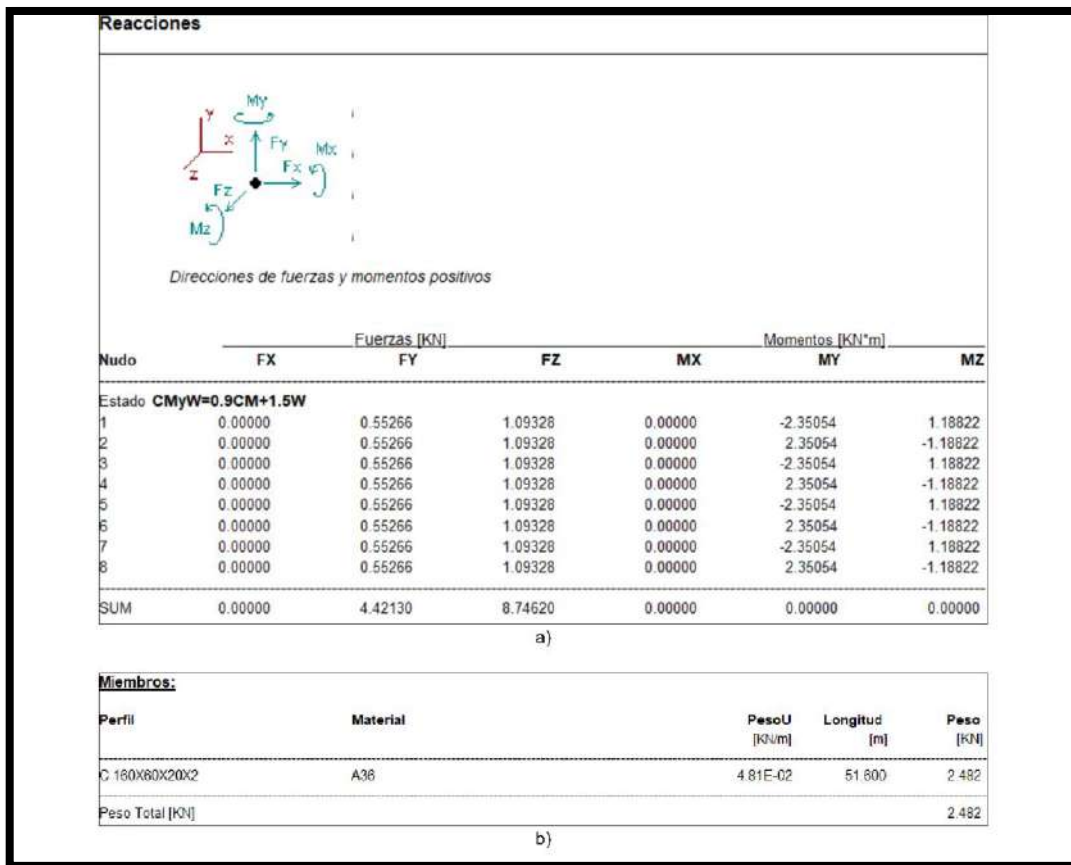 Reacciones
My
Y
X
Fy
Mx
Fx
Z
Fz
Mz
Direcciones de fuerzas y momentos positivos
Fuerzas [KN] Momentos [KN*m]
Nudo FX FY FZ MX MY MZ
Estado CMyW=0.9CM+1.5W
1 0.00000 0.55266 1.09328 0.00000 -2.35054 1.18822
2 0.00000 0.55266 1.09328 0.00000 2.35054 -1.18822
3 0.00000 0.55266 1.09328 0.00000 -2.35054 1.18822
4 0.00000 0.55266 1.09328 0.00000 2.35054 -1.18822
5 0.00000 0.55266 1.09328 0.00000 -2.35054 1.18822
6 0.00000 0.55266 1.09328 0.00000 2.35054 -1.18822
7 0.00000 0.55266 1.09328 0.00000 -2.35054 1.18822
8 0.00000 0.55266 1.09328 0.00000 2.35054 -1.18822
SUM 0.00000 4.42130 8.74620 0.00000 0.00000 0.00000
a)
Miembros:
Perfil Material PesoU Longitud Peso
[KN/m] [m] [KN]
C 160X60X20X2 A36 4.81E-02 51.600 2.482
Peso Total [KN] 2.482
b)